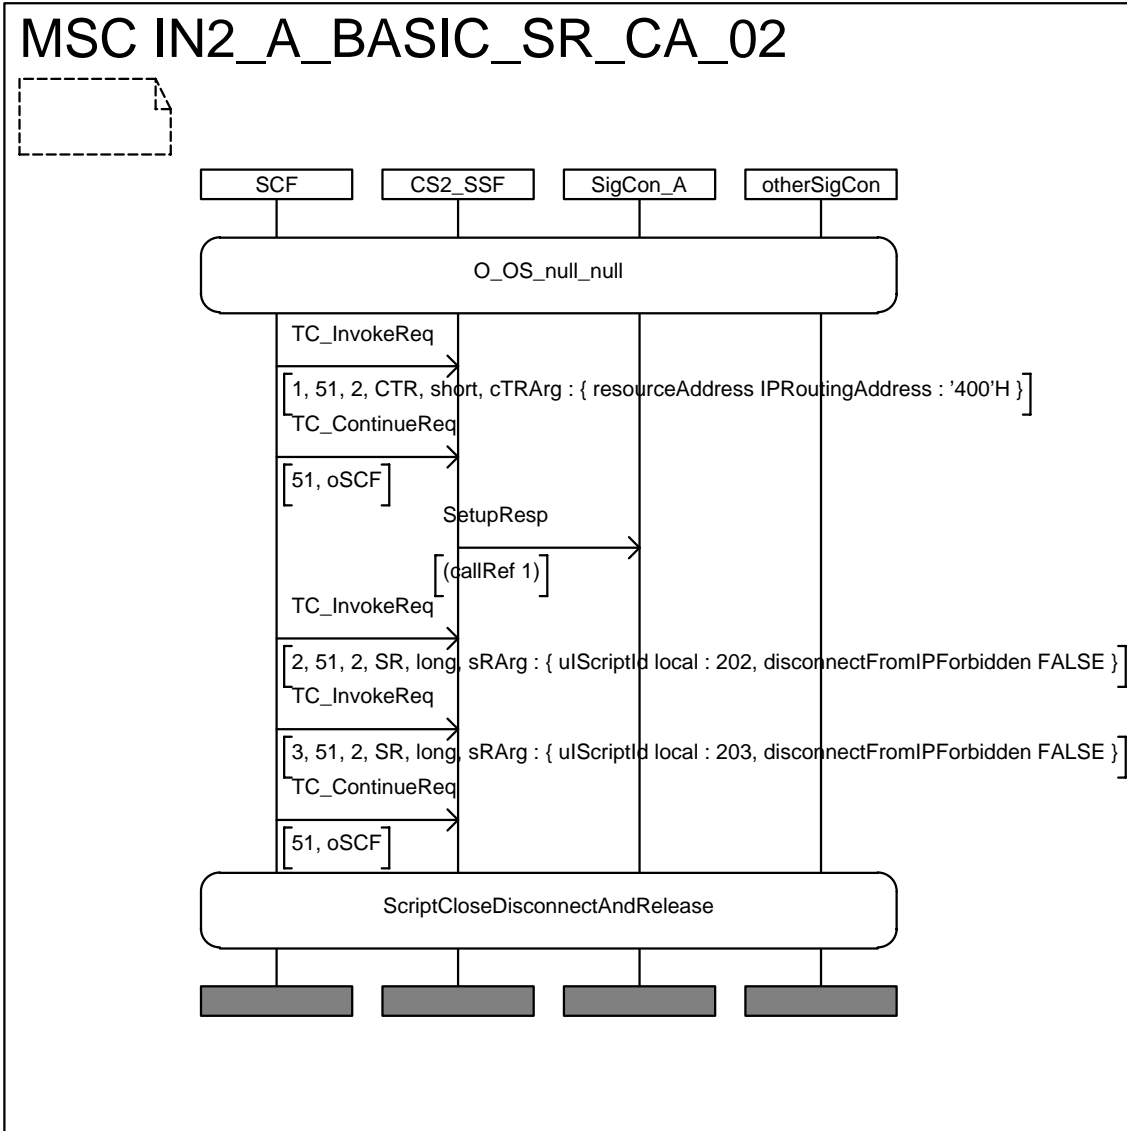 MSC IN2_A_BASIC_SR_CA_02
SCF CS2_SSF SigCon_A otherSigCon
O_OS_null_null
TC_InvokeReq
1, 51, 2, CTR, short, cTRArg : { resourceAddress IPRoutingAddress : ’400’H }
TC_ContinueReq
51, oSCF
SetupResp
(callRef 1)
TC_InvokeReq
2, 51, 2, SR, long, sRArg : { uIScriptId local : 202, disconnectFromIPForbidden FALSE }
TC_InvokeReq
3, 51, 2, SR, long, sRArg : { uIScriptId local : 203, disconnectFromIPForbidden FALSE }
TC_ContinueReq
51, oSCF
ScriptCloseDisconnectAndRelease